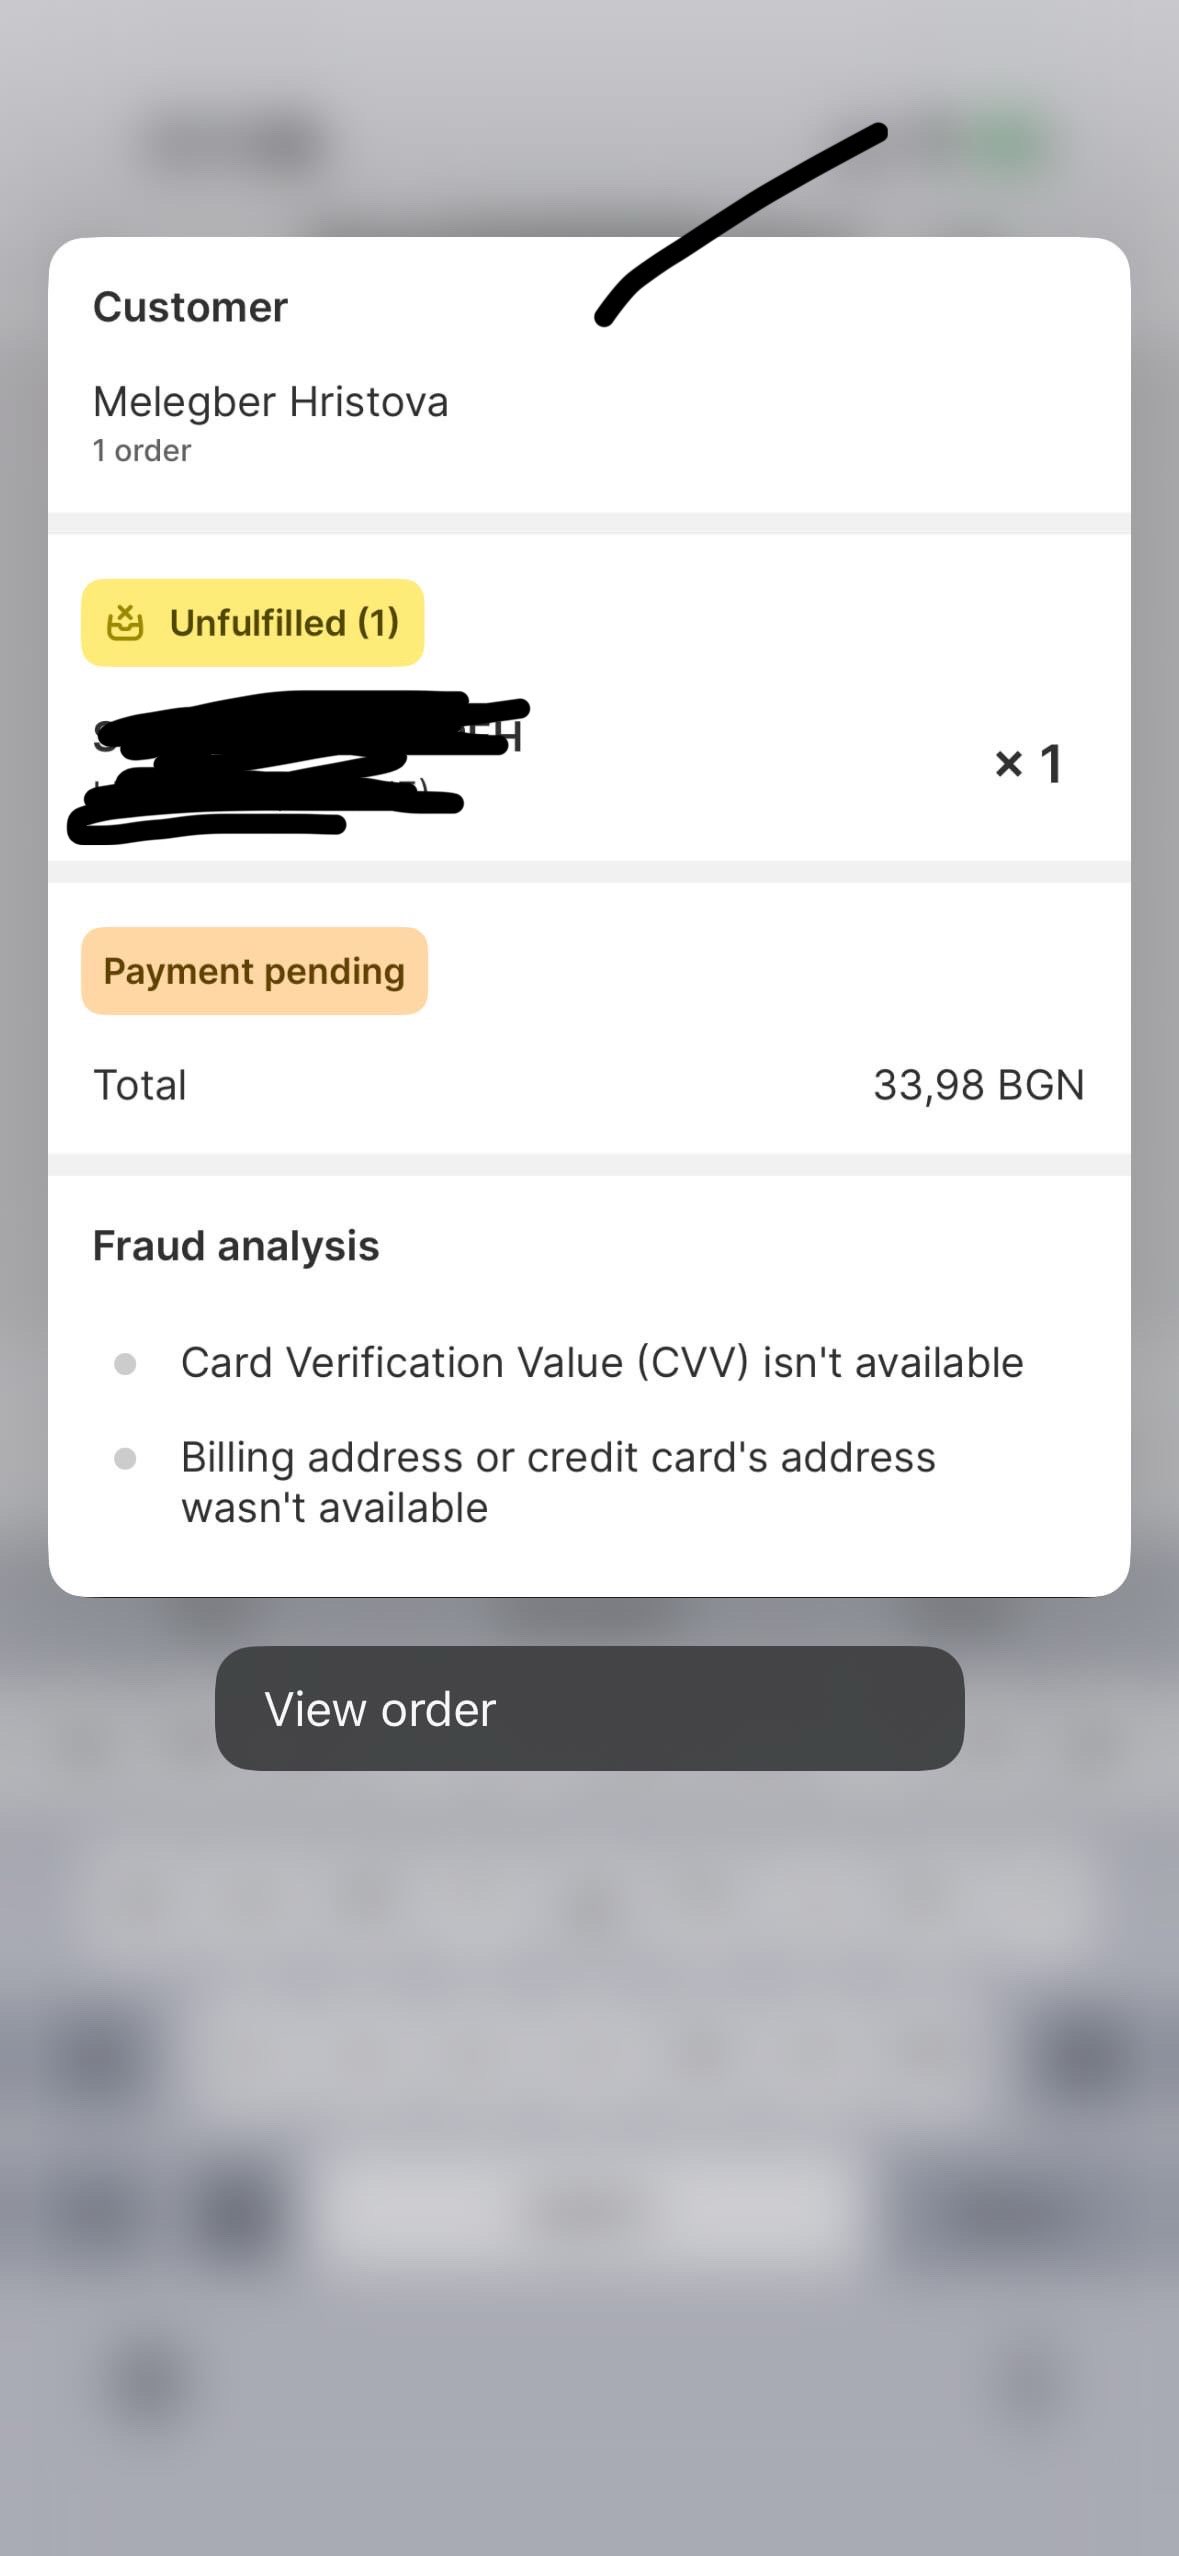 Customer
Melegber Hristova
1 order
Unfulfilled (1)
× 1
Payment pending
Total 33,98 BGN
Fraud analysis
Card Verification Value (CVV) isn't available
Billing address or credit card's address
wasn't available
View order